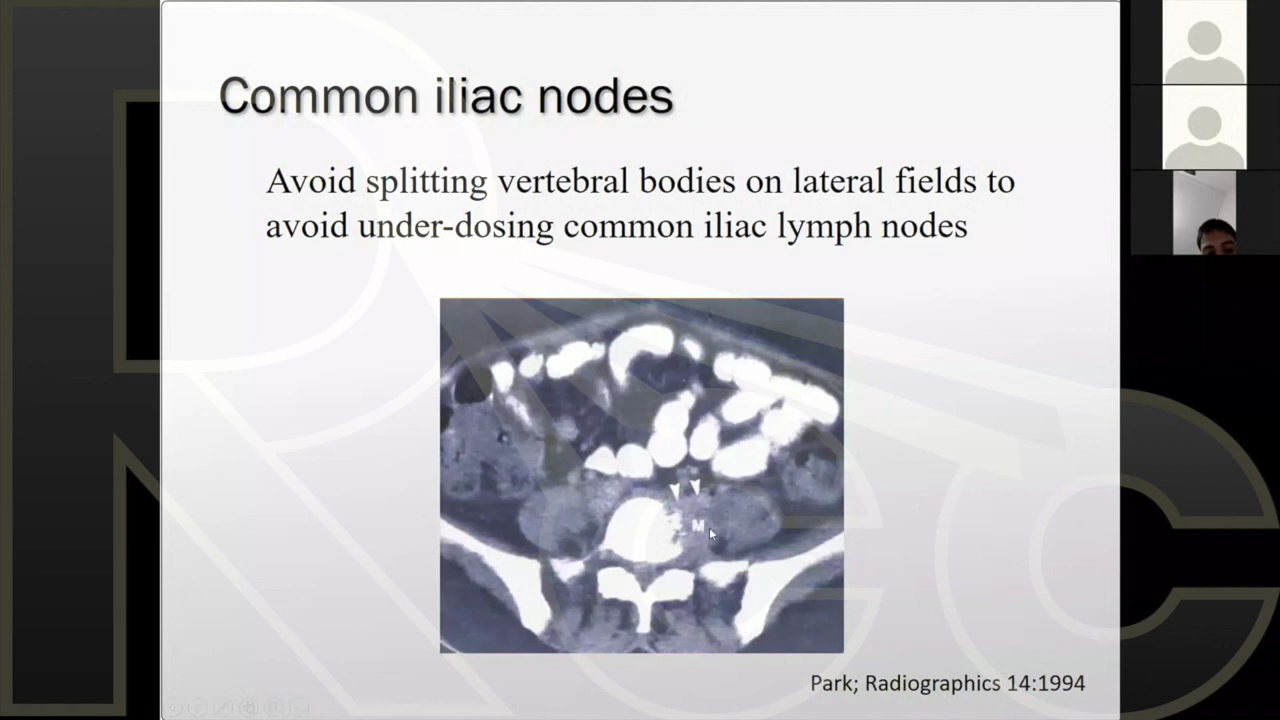 Common iliac nodes
Avoid splitting vertebral bodies on lateral fields to
avoid under-dosing common iliac lymph nodes
M
Park; Radiographics 14:1994